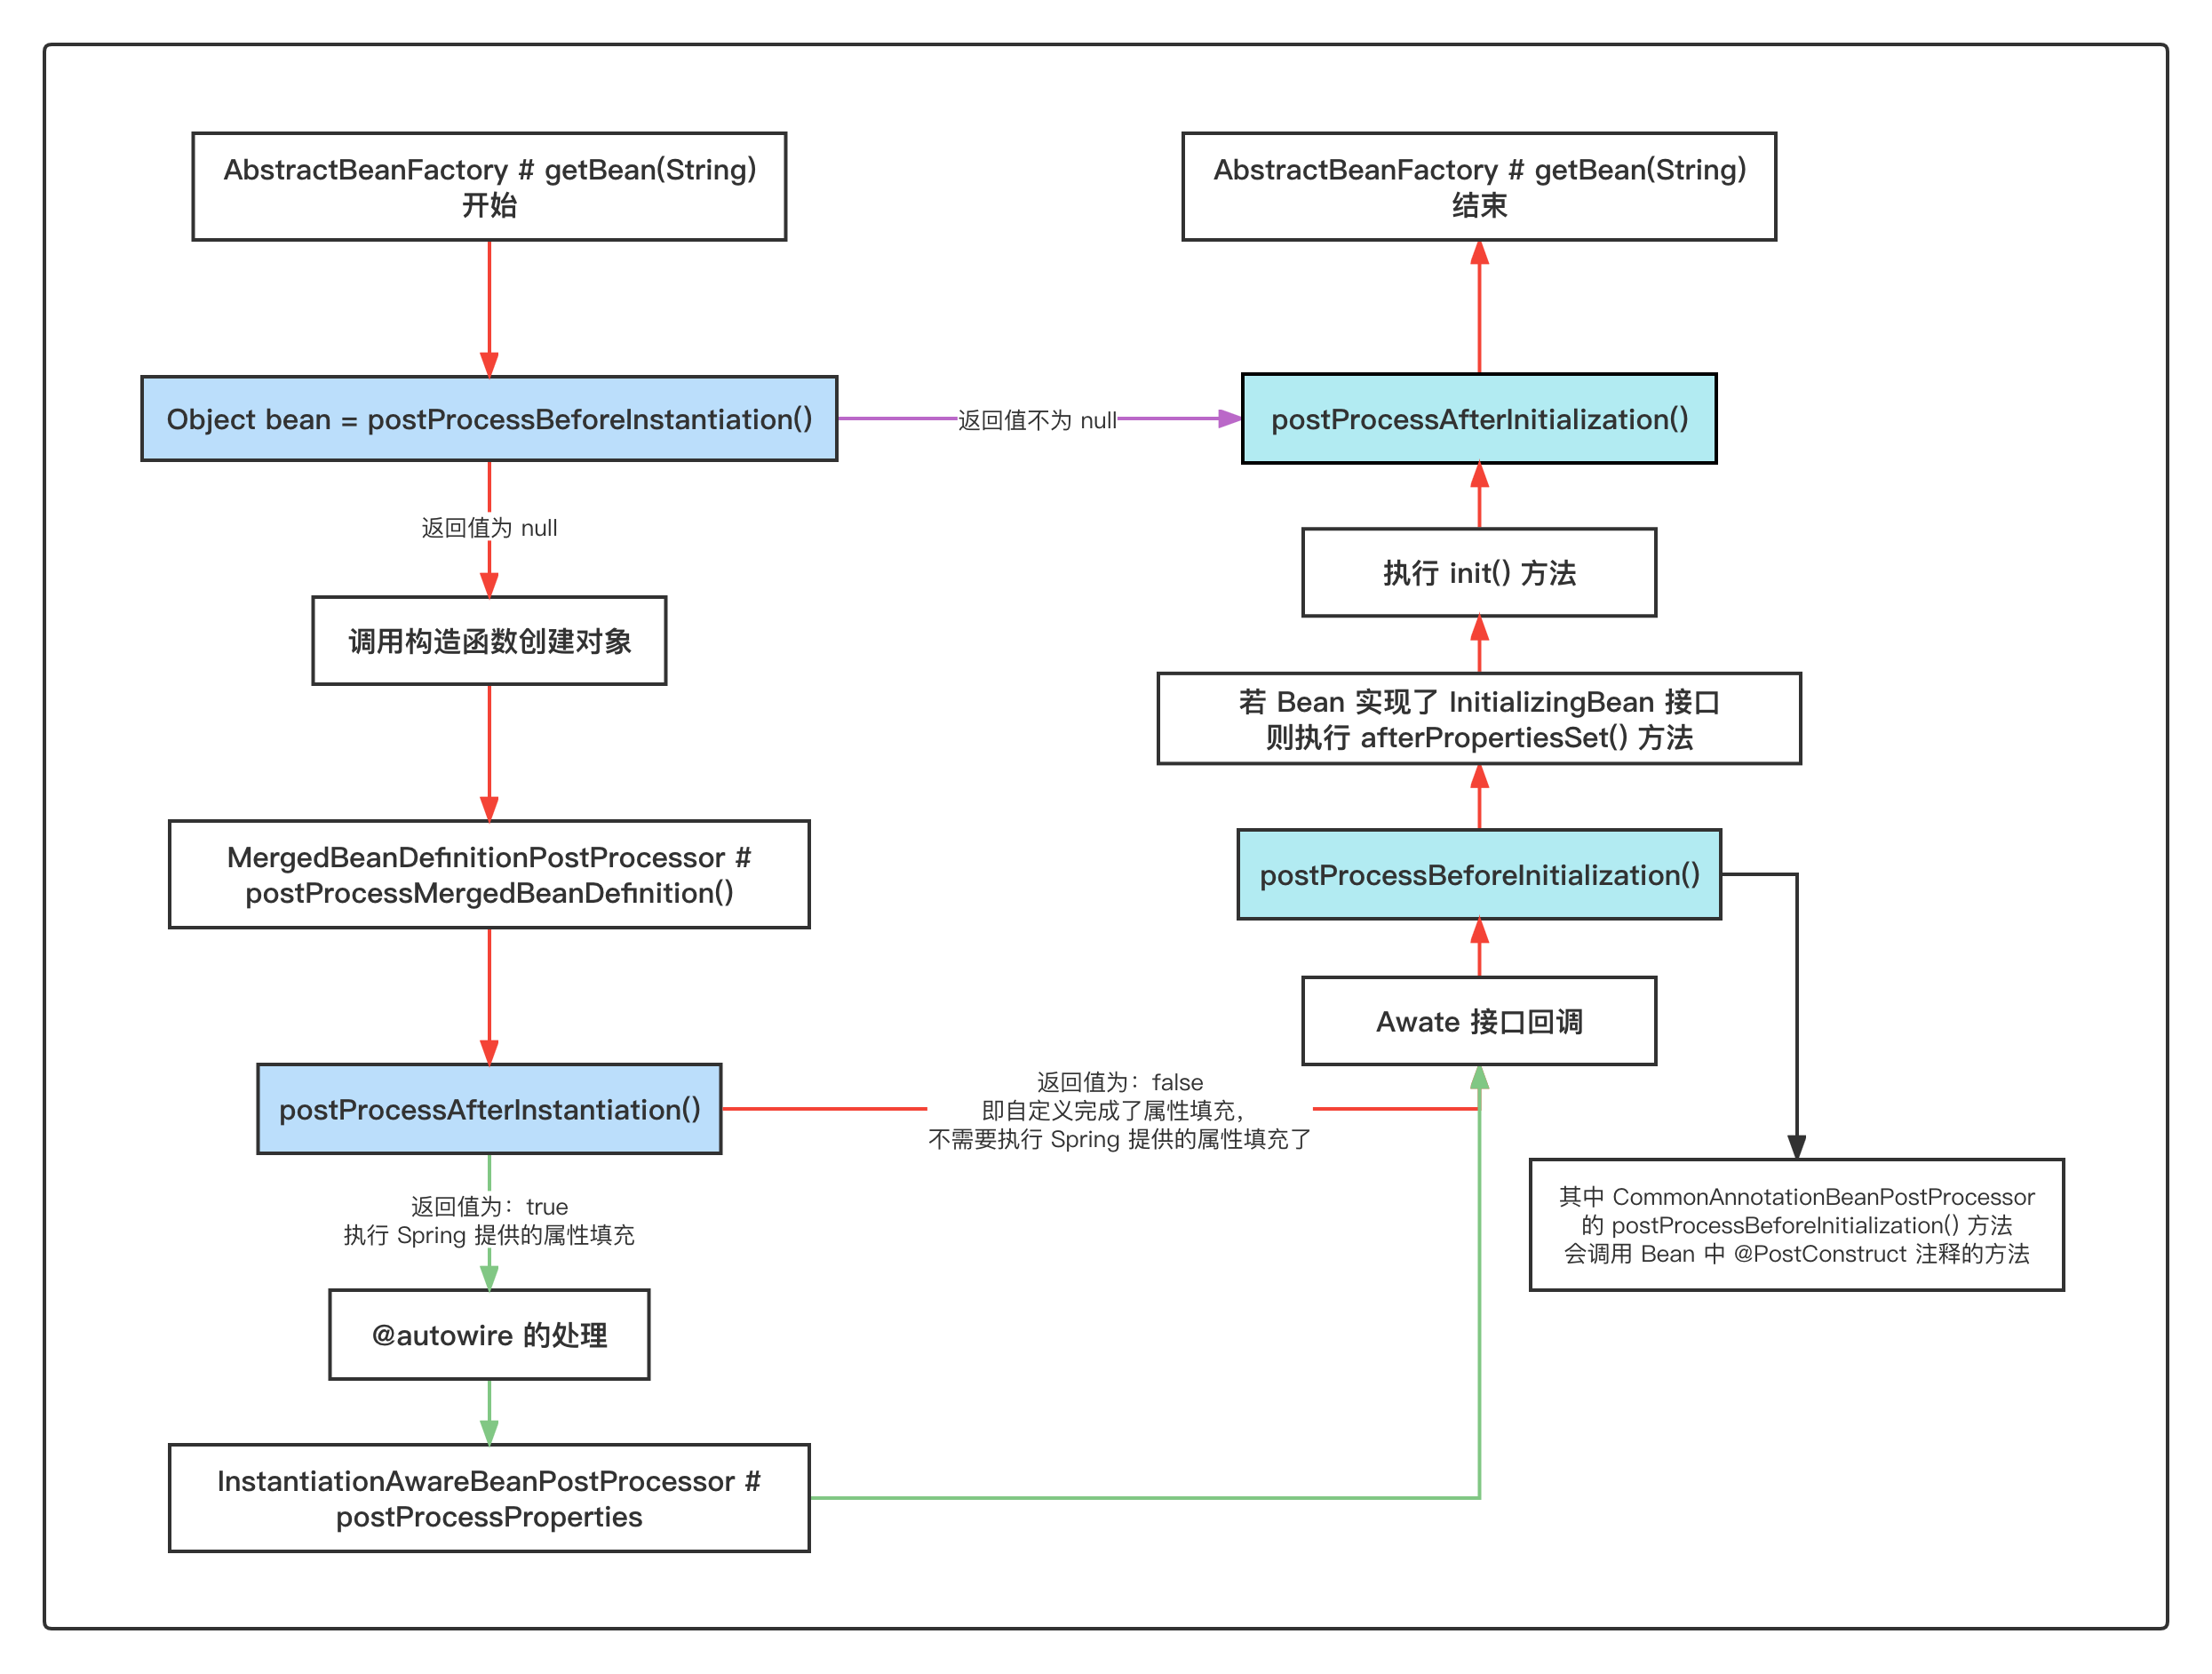 AbstractBeanFactory # getBean(String)
开始
Object bean = postProcessBeforeInstantiation()
返回值为 null
调用构造函数创建对象
MergedBeanDefinitionPostProcessor #
postProcessMergedBeanDefinition()
postProcessAfterInstantiation()
返回值为：true
执行 Spring 提供的属性填充
@autowire 的处理
InstantiationAwareBeanPostProcessor #
postProcessProperties
返回值不为 null
返回值为：false
即自定义完成了属性填充，
不需要执行 Spring 提供的属性填充了
AbstractBeanFactory # getBean(String)
结束
postProcessAfterInitialization()
执行 init() 方法
若 Bean 实现了 InitializingBean 接口
则执行 afterPropertiesSet() 方法
postProcessBeforeInitialization()
Awate 接口回调
其中 CommonAnnotationBeanPostProcessor
的 postProcessBeforeInitialization() 方法
会调用 Bean 中 @PostConstruct 注释的方法